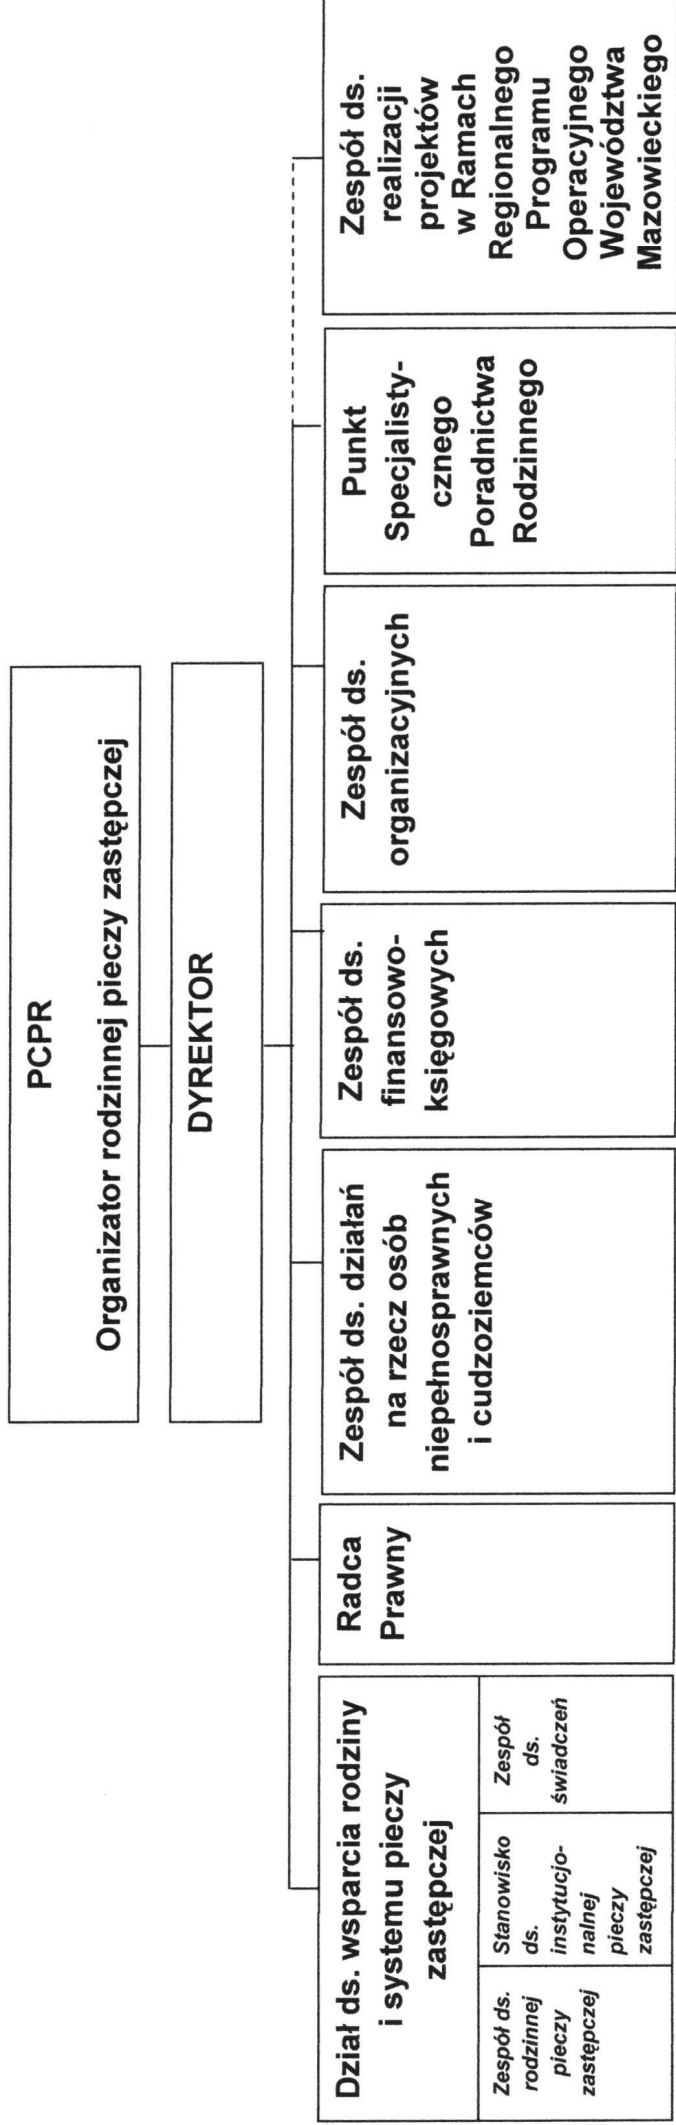 PCPR
Organizator rodzinnej pieczy zastępczej
DYREKTOR
Dział ds. wsparcia rodziny
i systemu pieczy
zastępczej
Zespół ds.
rodzinnej
pieczy
zastępczej
Stanowisko
ds.
instytucjo-
nalnej
pieczy
zastępczej
Zespół
ds.
świadczeń
Radca
Prawny
Zespół ds. działań
na rzecz osób
niepełnosprawnych
i cudzoziemców
Zespół ds.
finansowo-
księgowych
Zespół ds.
organizacyjnych
Punkt
Specjalisty-
cznego
Poradnictwa
Rodzinnego
Zespół ds.
realizacji
projektów
w Ramach
Regionalnego
Programu
Operacyjnego
Województwa
Mazowieckiego